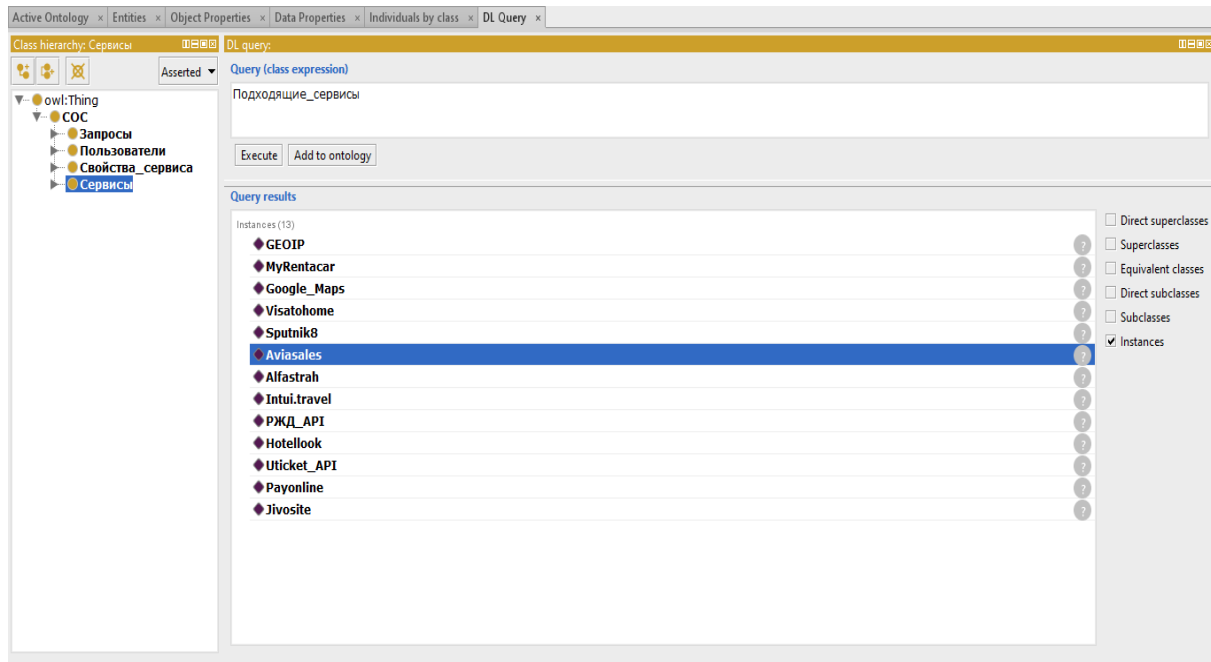 Active Ontology × Entities × Object Properties × Data Properties × Individuals by class × DL Query ×
Class hierarchy: Сервисы
Asserted
owl:Thing
СОС
Запросы
Пользователи
Свойства_сервиса
Сервисы
DL query:
Query (class expression)
Подходящие_сервисы
Execute Add to ontology
Query results
Instances (13)
GEOIP
MyRentacar
Google_Maps
Visatohome
Sputnik8
Aviasales
Alfastrah
Intui.travel
РЖД_API
Hotellook
Uticket_API
Payonline
Jivosite
Direct superclasses
Superclasses
Equivalent classes
Direct subclasses
Subclasses
Instances